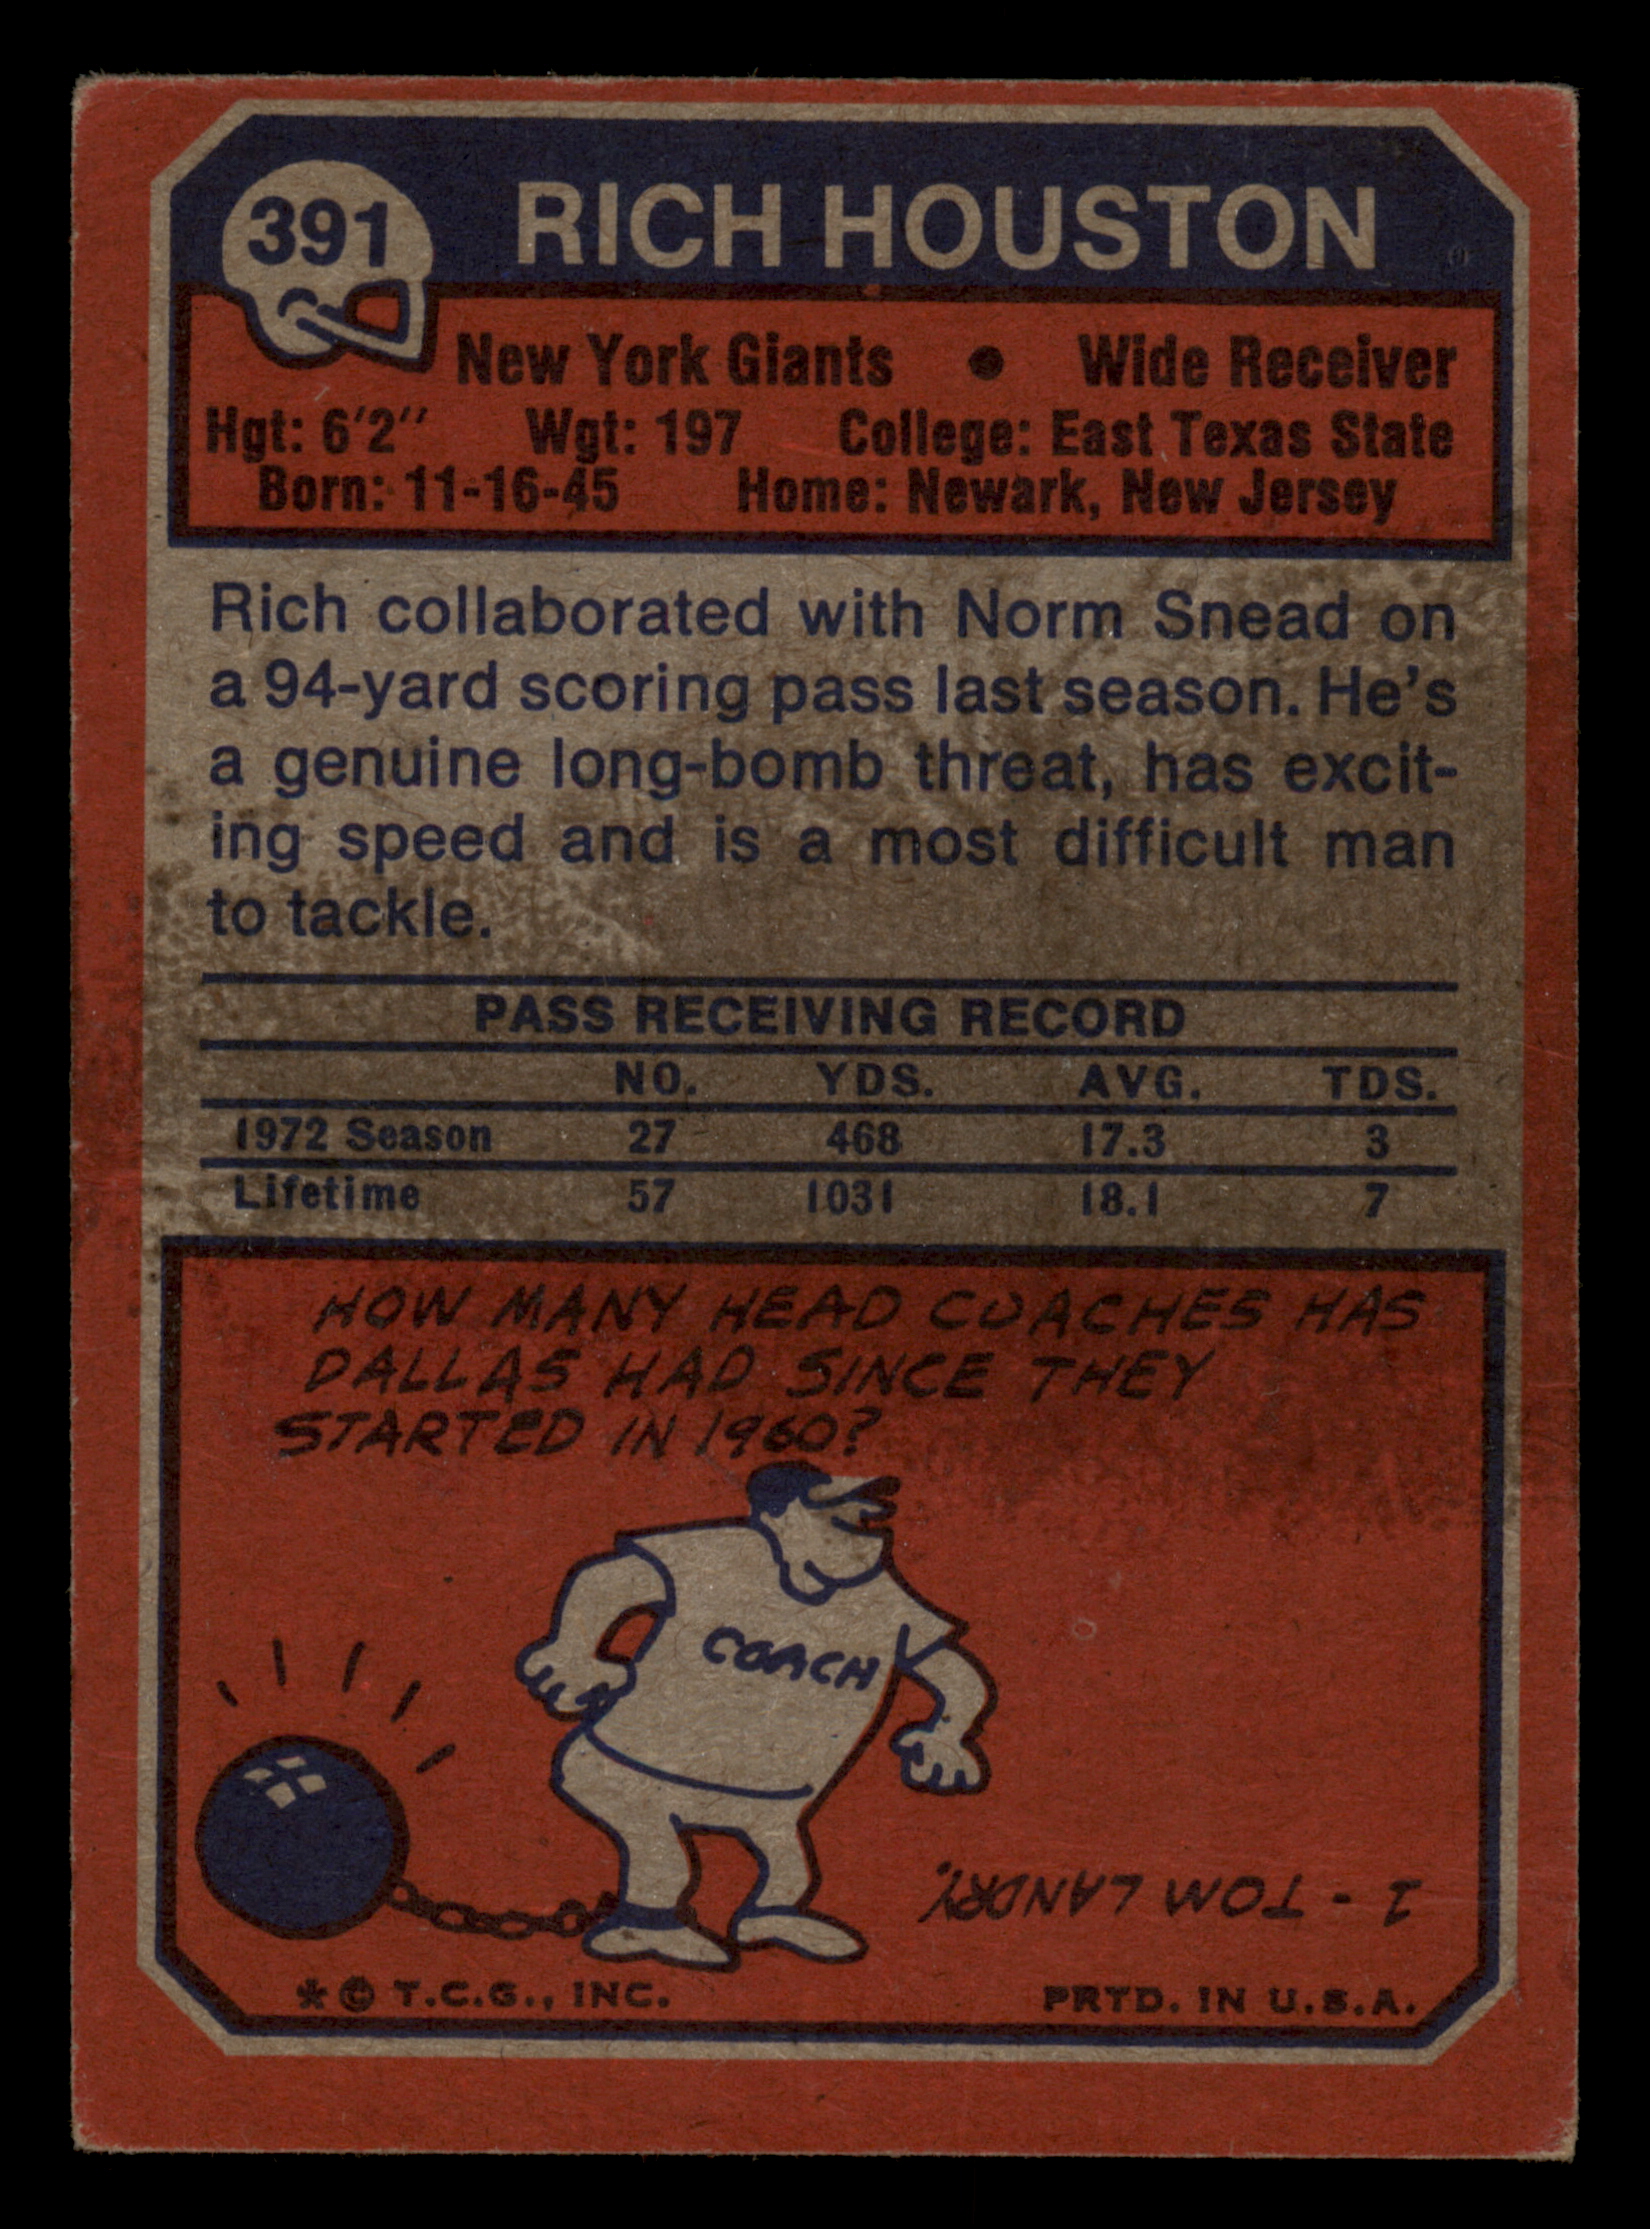 391
RICH HOUSTON
New York Giants • Wide Receiver
Hgt: 6'2" Wgt: 197 College: East Texas State
Born: 11-16-45 Home: Newark, New Jersey
Rich collaborated with Norm Snead on
a 94-yard scoring pass last season. He's
a genuine long-bomb threat, has excit-
ing speed and is a most difficult man
to tackle.
PASS RECEIVING RECORD
NO. YDS. AVG. TDS.
1972 Season 27 468 17.3 3
Lifetime 57 1031 18.1 7
HOW MANY HEAD COACHES HAS
DALLAS HAD SINCE THEY
STARTED IN 1960?
COACH
1 - TOM LANDRY.
* © T.C.G., INC. PRTD. IN U.S.A.